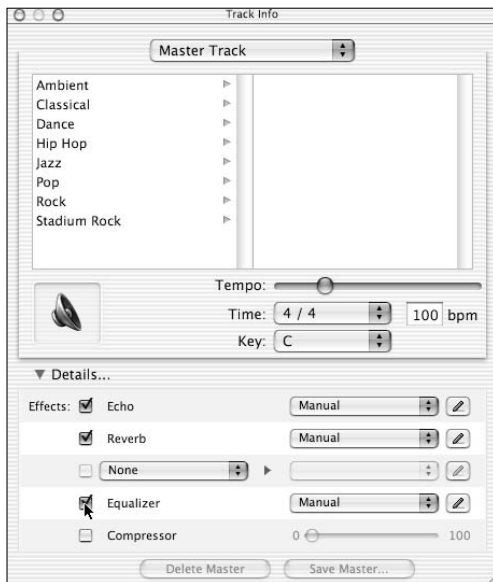 Track Info
Master Track
Ambient
Classical
Dance
Hip Hop
Jazz
Pop
Rock
Stadium Rock
Tempo:
Time: 4 / 4 100 bpm
Key: C
Details...
Effects: Echo Manual
Reverb Manual
None
Equalizer Manual
Compressor 0 100
Delete Master Save Master...